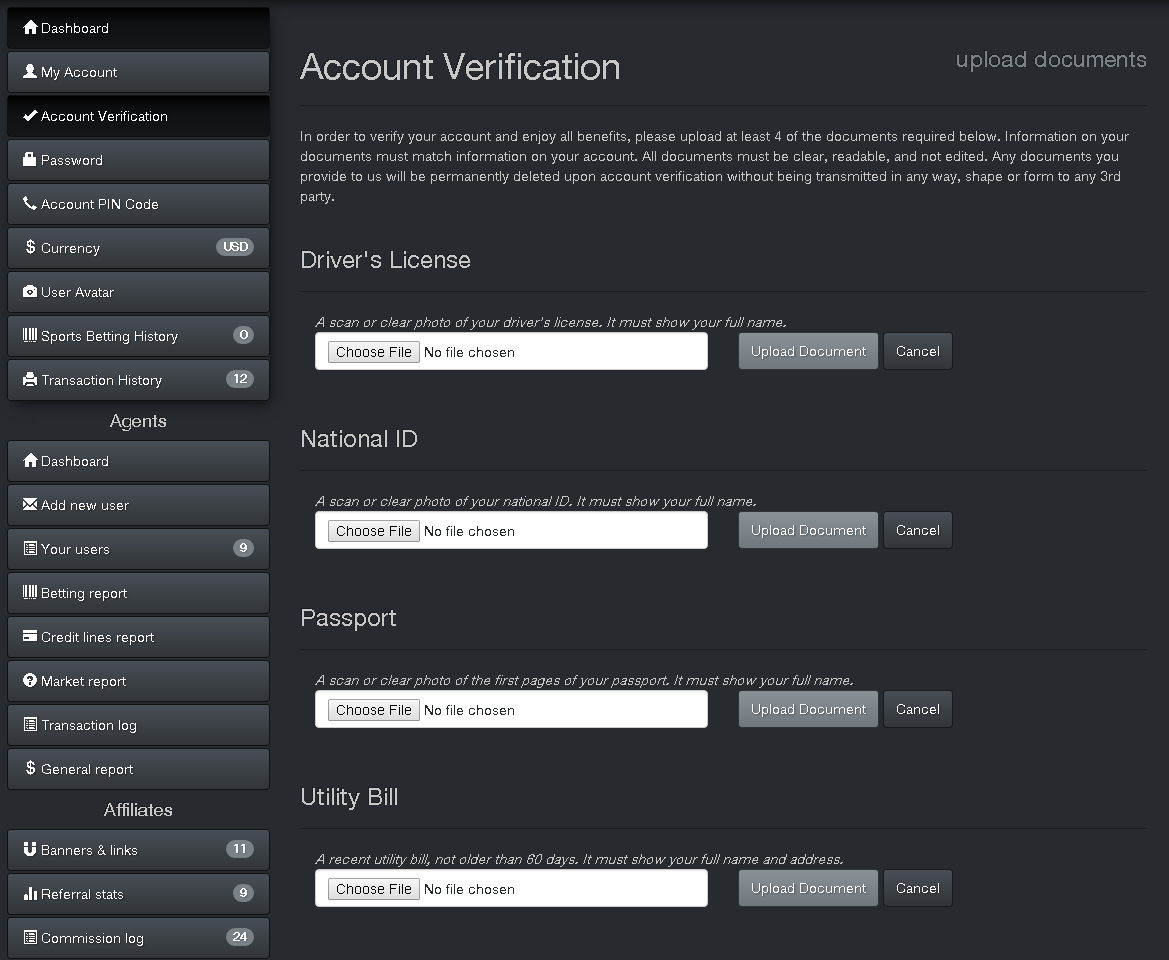 Dashboard
My Account
Account Verification
Password
Account PIN Code
Currency USD
User Avatar
Sports Betting History 0
Transaction History 12
Agents
Dashboard
Add new user
Your users 9
Betting report
Credit lines report
Market report
Transaction log
General report
Affiliates
Banners & links 11
Referral stats 9
Commission log 24
Account Verification
upload documents
In order to verify your account and enjoy all benefits, please upload at least 4 of the documents required below. Information on your
documents must match information on your account. All documents must be clear, readable, and not edited. Any documents you
provide to us will be permanently deleted upon account verification without being transmitted in any way, shape or form to any 3rd
party.
Driver's License
A scan or clear photo of your driver's license. It must show your full name.
Choose File No file chosen Upload Document Cancel
National ID
A scan or clear photo of your national ID. It must show your full name.
Choose File No file chosen Upload Document Cancel
Passport
A scan or clear photo of the first pages of your passport. It must show your full name.
Choose File No file chosen Upload Document Cancel
Utility Bill
A recent utility bill, not older than 60 days. It must show your full name and address.
Choose File No file chosen Upload Document Cancel